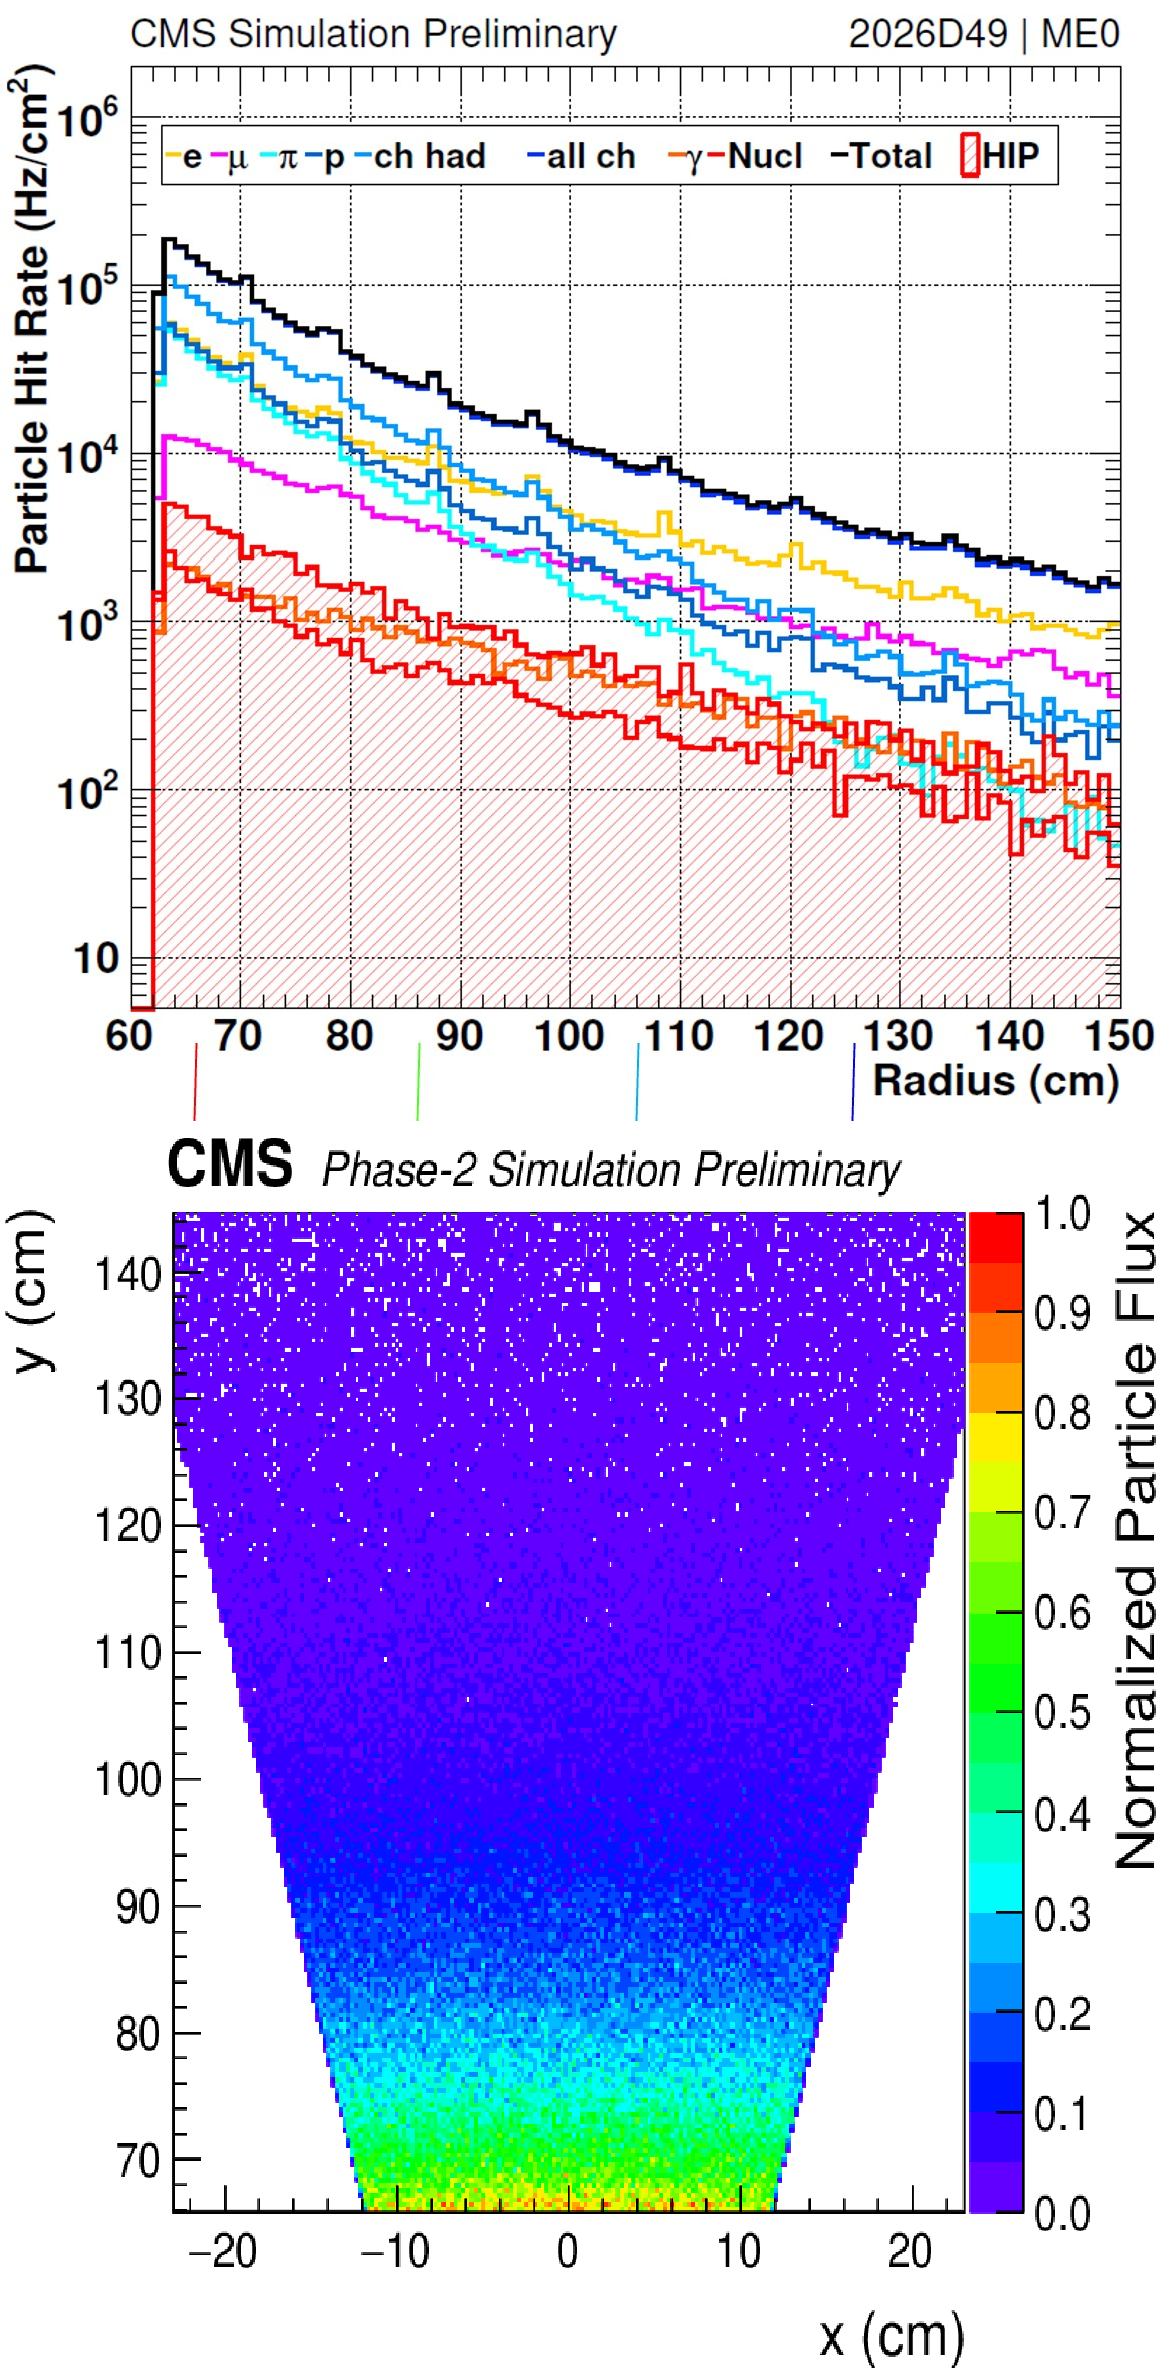 CMS Simulation Preliminary 2026D49 | ME0
Particle Hit Rate (Hz/cm²)
10⁶
e μ π p ch had all ch γ Nucl Total HIP
10⁵
10⁴
10³
10²
10
60 70 80 90 100 110 120 130 140 150
Radius (cm)
CMS Phase-2 Simulation Preliminary
y (cm)
140
130
120
110
100
90
80
70
−20 −10 0 10 20
x (cm)
1.0
0.9
0.8
0.7
0.6
0.5
0.4
0.3
0.2
0.1
0.0
Normalized Particle Flux